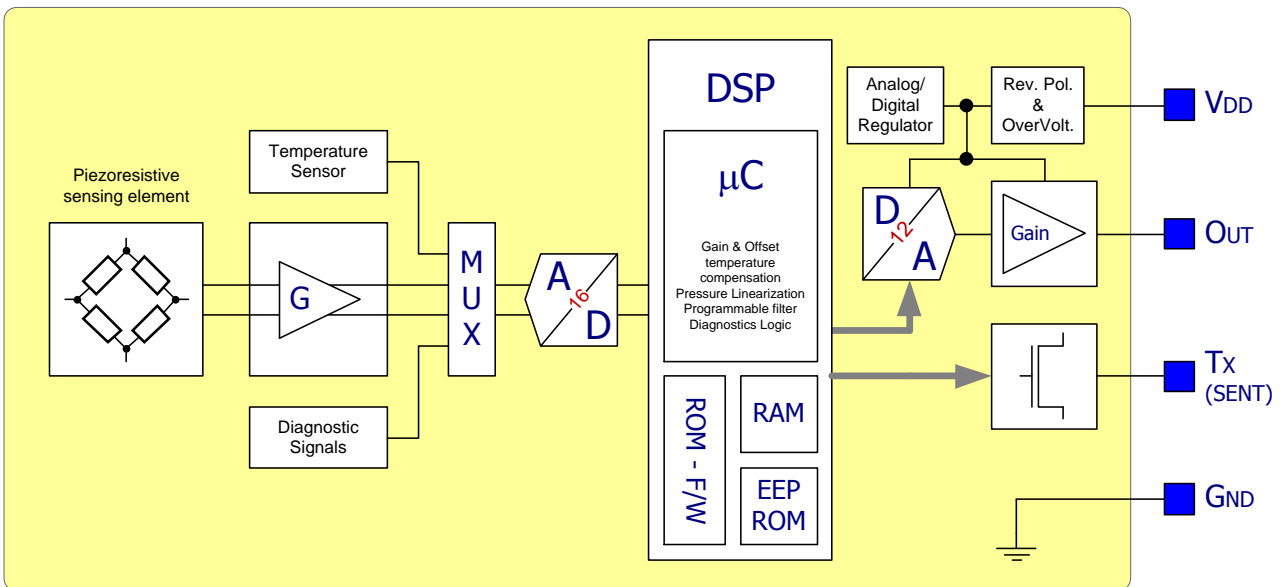 Piezoresistive
sensing element
Temperature
Sensor
G
Diagnostic
Signals
M
U
X
A
16
D
DSP
μC
Gain & Offset
temperature
compensation
Pressure Linearization
Programmable filter
Diagnostics Logic
ROM - F/W
RAM
EEP
ROM
Analog/
Digital
Regulator
Rev. Pol.
&
OverVolt.
D
12
A
Gain
VDD
OUT
TX
(SENT)
GND